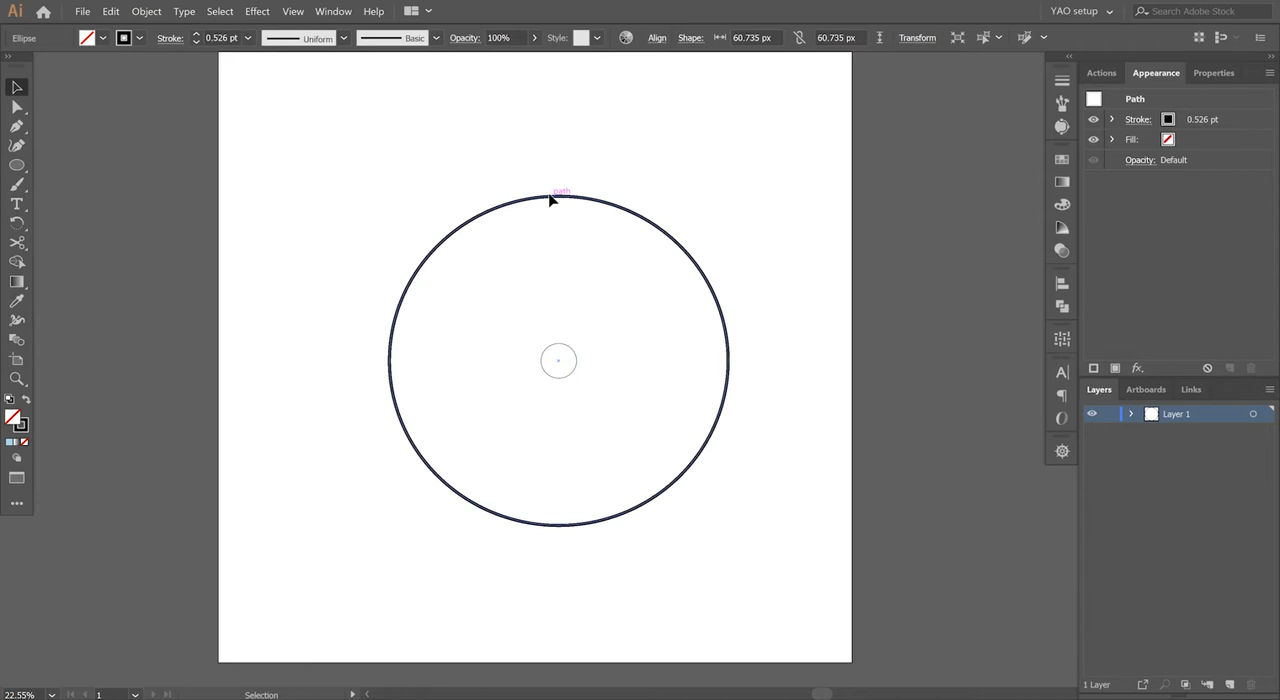 Ai File Edit Object Type Select Effect View Window Help YAO setup Search Adobe Stock
Ellipse Stroke: 0.526 pt Uniform Basic Opacity: 100% Style: Align Shape: 60.735 px 60.735 px Transform
Actions Appearance Properties
Path
Stroke: 0.526 pt
Fill:
Opacity: Default
path
Layers Artboards Links
Layer 1
1 Layer
22.55% 1 Selection